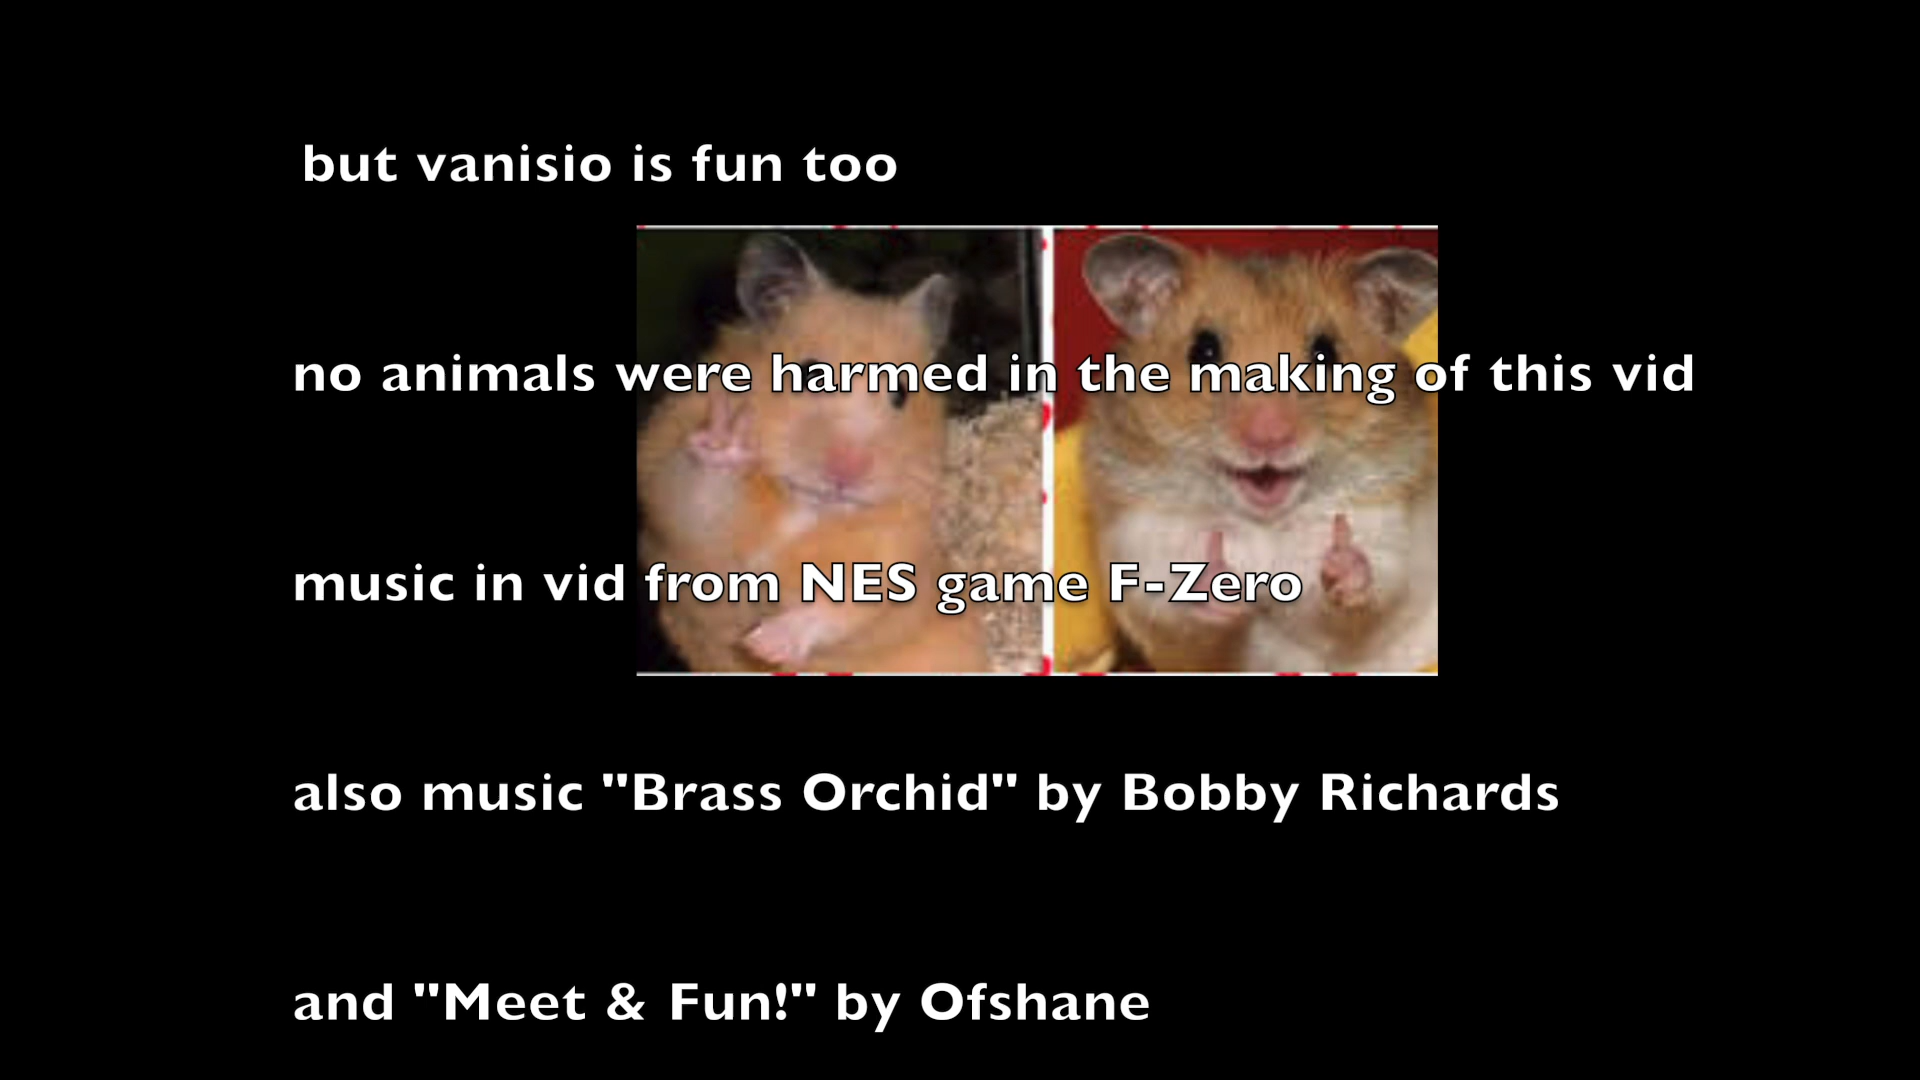 but vanisio is fun too
no animals were harmed in the making of this vid
music in vid from NES game F-Zero
also music "Brass Orchid" by Bobby Richards
and "Meet & Fun!" by Ofshane